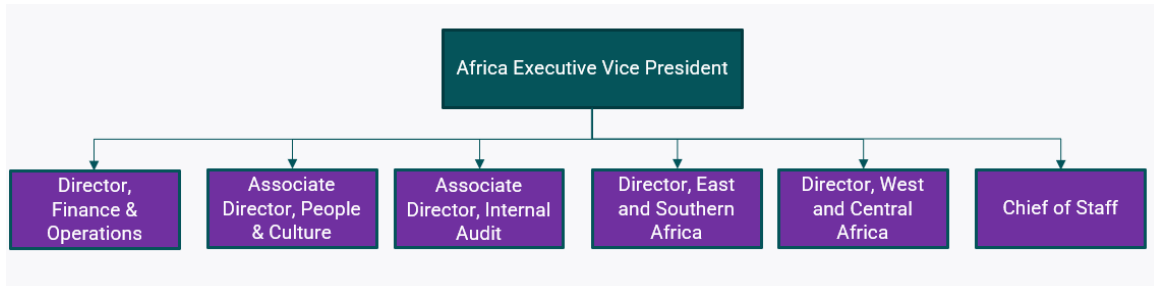 Africa Executive Vice President
Director,
Finance &
Operations
Associate
Director, People
& Culture
Associate
Director, Internal
Audit
Director, East
and Southern
Africa
Director, West
and Central
Africa
Chief of Staff